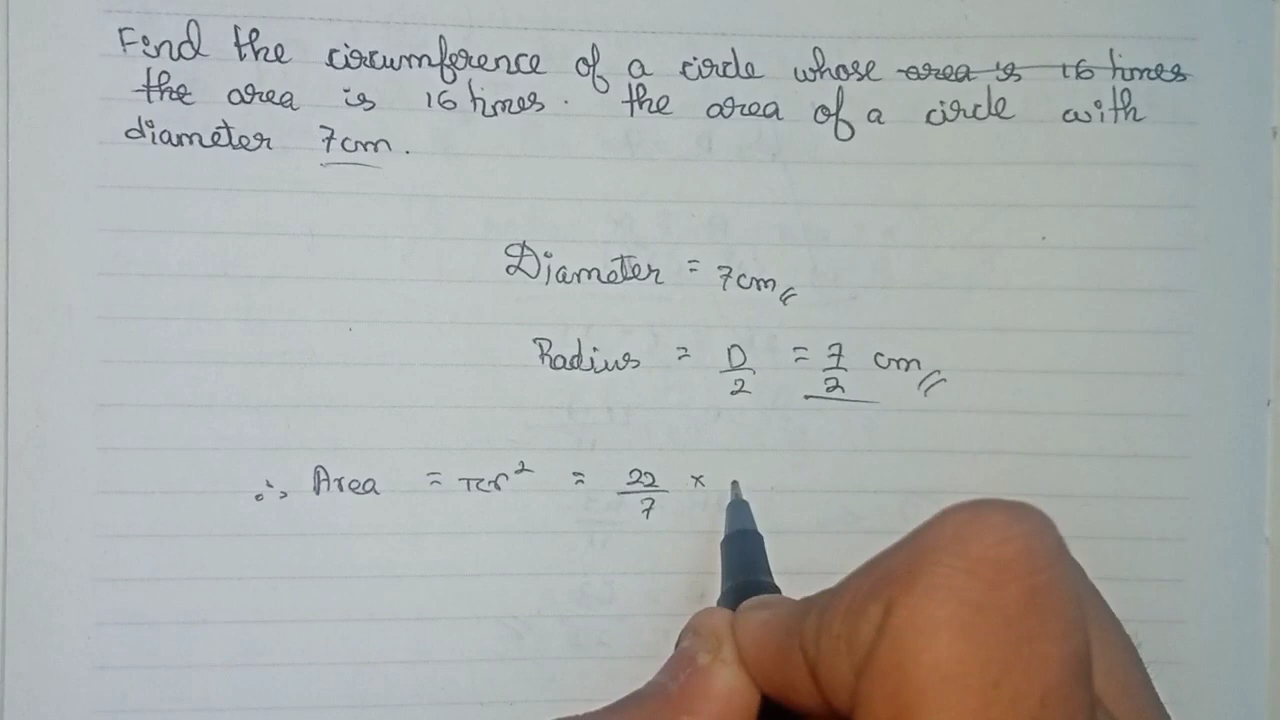 Find the circumference of a circle whose area is 16 times
the area is 16 times. the area of a circle with
diameter 7cm.
Diameter = 7cm
Radius = D/2 = 7/2 cm
∴ Area = πr² = 22/7 ×